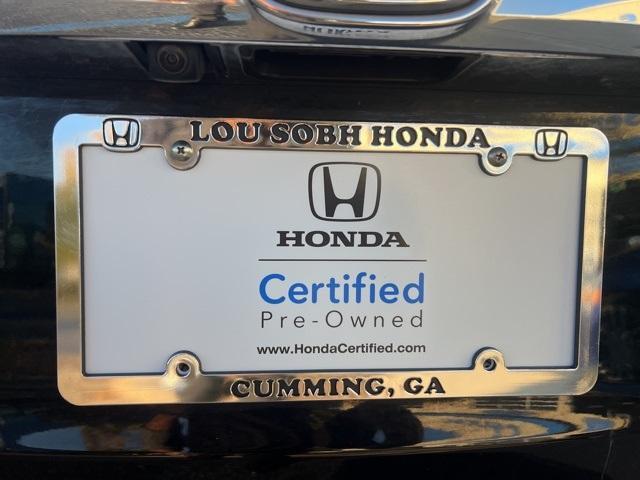 LOU SOBH HONDA
HONDA
Certified
Pre-Owned
www.HondaCertified.com
CUMMING, GA